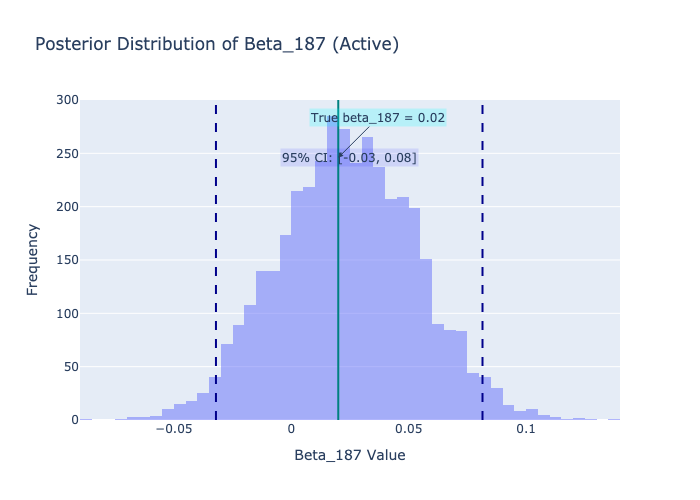 Posterior Distribution of Beta_187 (Active)
300
True beta_187 = 0.02
250
95% CI: [-0.03, 0.08]
200
Frequency
150
100
50
0
−0.05
0
0.05
0.1
Beta_187 Value